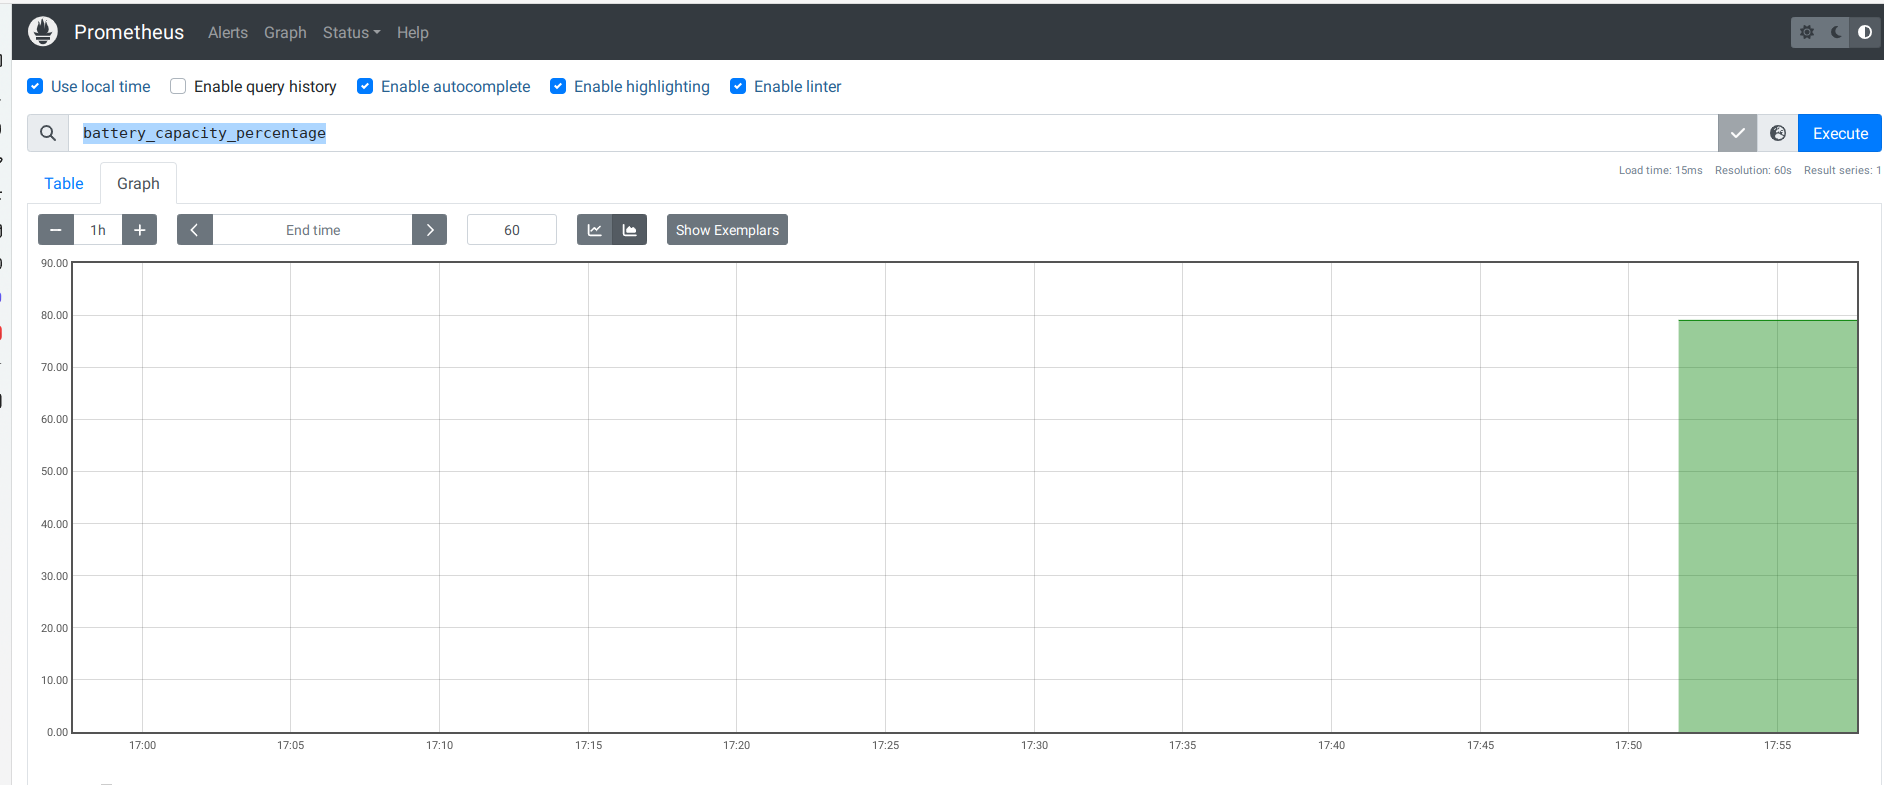 Prometheus Alerts Graph Status Help
Use local time Enable query history Enable autocomplete Enable highlighting Enable linter
battery_capacity_percentage Execute
Load time: 15ms Resolution: 60s Result series: 1
Table Graph
1h End time 60 Show Exemplars
90.00
80.00
70.00
60.00
50.00
40.00
30.00
20.00
10.00
0.00
17:00 17:05 17:10 17:15 17:20 17:25 17:30 17:35 17:40 17:45 17:50 17:55